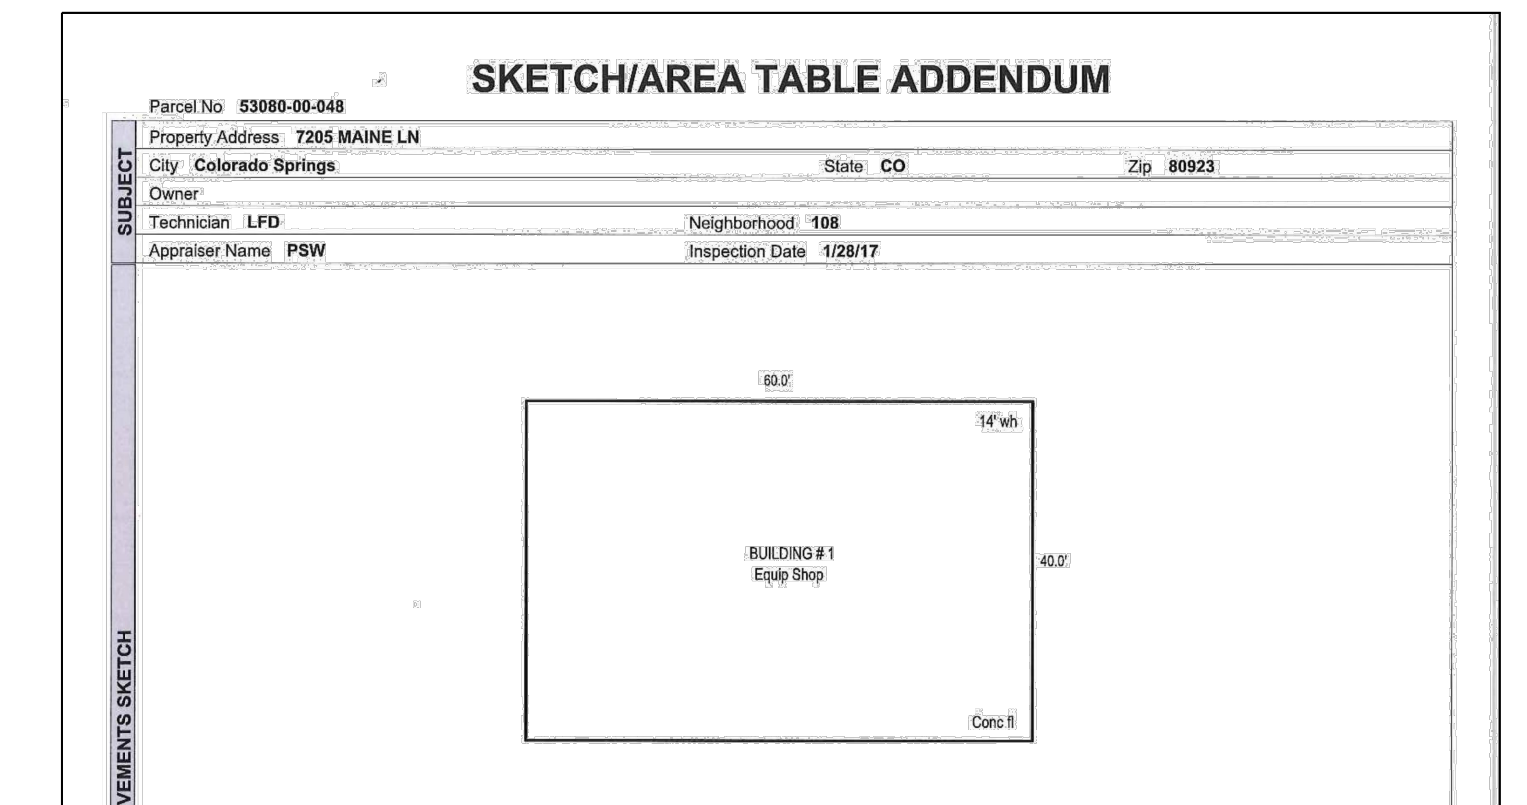 SKETCH/AREA TABLE ADDENDUM
Parcel No 53080-00-048
SUBJECT
Property Address 7205 MAINE LN
City Colorado Springs State CO Zip 80923
Owner
Technician LFD Neighborhood 108
Appraiser Name PSW Inspection Date 1/28/17
60.0'
14' wh
BUILDING # 1
40.0'
Equip Shop
VEMENTS SKETCH
Conc fl